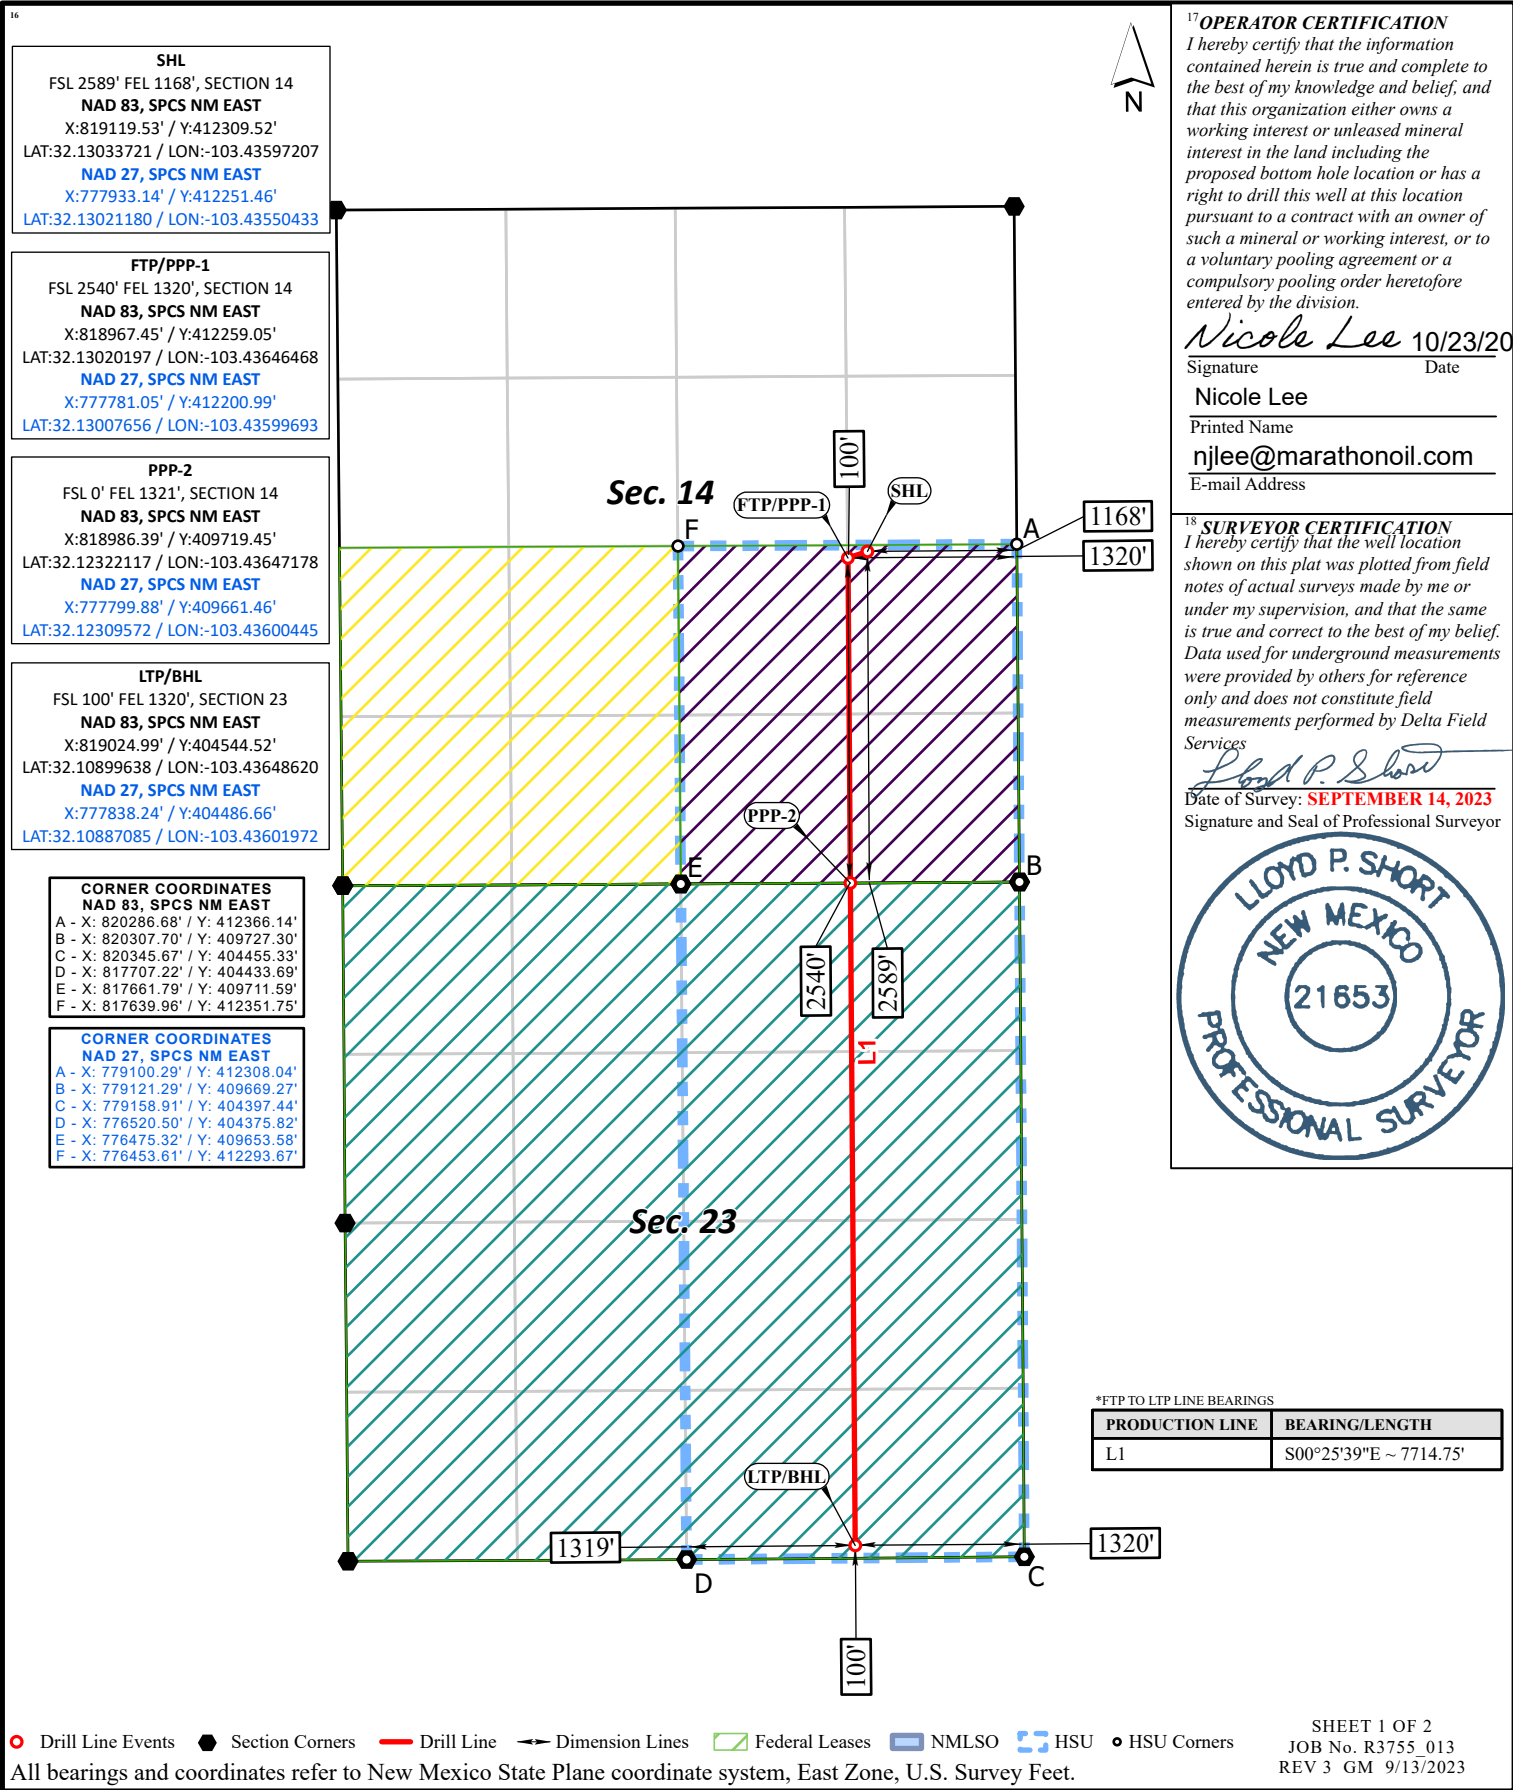 16
SHL
FSL 2589' FEL 1168', SECTION 14
NAD 83, SPCS NM EAST
X:819119.53' / Y:412309.52'
LAT:32.13033721 / LON:-103.43597207
NAD 27, SPCS NM EAST
X:777933.14' / Y:412251.46'
LAT:32.13021180 / LON:-103.43550433
FTP/PPP-1
FSL 2540' FEL 1320', SECTION 14
NAD 83, SPCS NM EAST
X:818967.45' / Y:412259.05'
LAT:32.13020197 / LON:-103.43646468
NAD 27, SPCS NM EAST
X:777781.05' / Y:412200.99'
LAT:32.13007656 / LON:-103.43599693
PPP-2
FSL 0' FEL 1321', SECTION 14
NAD 83, SPCS NM EAST
X:818986.39' / Y:409719.45'
LAT:32.12322117 / LON:-103.43647178
NAD 27, SPCS NM EAST
X:777799.88' / Y:409661.46'
LAT:32.12309572 / LON:-103.43600445
LTP/BHL
FSL 100' FEL 1320', SECTION 23
NAD 83, SPCS NM EAST
X:819024.99' / Y:404544.52'
LAT:32.10899638 / LON:-103.43648620
NAD 27, SPCS NM EAST
X:777838.24' / Y:404486.66'
LAT:32.10887085 / LON:-103.43601972
CORNER COORDINATES
NAD 83, SPCS NM EAST
A - X: 820286.68' / Y: 412366.14'
B - X: 820307.70' / Y: 409727.30'
C - X: 820345.67' / Y: 404455.33'
D - X: 817707.22' / Y: 404433.69'
E - X: 817661.79' / Y: 409711.59'
F - X: 817639.96' / Y: 412351.75'
CORNER COORDINATES
NAD 27, SPCS NM EAST
A - X: 779100.29' / Y: 412308.04'
B - X: 779121.29' / Y: 409669.27'
C - X: 779158.91' / Y: 404397.44'
D - X: 776520.50' / Y: 404375.82'
E - X: 776475.32' / Y: 409653.58'
F - X: 776453.61' / Y: 412293.67'
N
100'
Sec. 14
FTP/PPP-1
SHL
F
A
1168'
1320'
PPP-2
E
B
2540'
2589'
L1
Sec. 23
LTP/BHL
1319'
1320'
D
C
100'
17 OPERATOR CERTIFICATION
I hereby certify that the information
contained herein is true and complete to
the best of my knowledge and belief, and
that this organization either owns a
working interest or unleased mineral
interest in the land including the
proposed bottom hole location or has a
right to drill this well at this location
pursuant to a contract with an owner of
such a mineral or working interest, or to
a voluntary pooling agreement or a
compulsory pooling order heretofore
entered by the division.
Nicole Lee 10/23/20
Signature Date
Nicole Lee
Printed Name
njlee@marathonoil.com
E-mail Address
18 SURVEYOR CERTIFICATION
I hereby certify that the well location
shown on this plat was plotted from field
notes of actual surveys made by me or
under my supervision, and that the same
is true and correct to the best of my belief.
Data used for underground measurements
were provided by others for reference
only and does not constitute field
measurements performed by Delta Field
Services
Lloyd P. Short
Date of Survey: SEPTEMBER 14, 2023
Signature and Seal of Professional Surveyor
LLOYD P. SHORT
NEW MEXICO
21653
PROFESSIONAL SURVEYOR
*FTP TO LTP LINE BEARINGS
PRODUCTION LINE BEARING/LENGTH
L1 S00°25'39"E ~ 7714.75'
Drill Line Events Section Corners Drill Line Dimension Lines Federal Leases NMLSO HSU HSU Corners
All bearings and coordinates refer to New Mexico State Plane coordinate system, East Zone, U.S. Survey Feet.
SHEET 1 OF 2
JOB No. R3755_013
REV 3 GM 9/13/2023